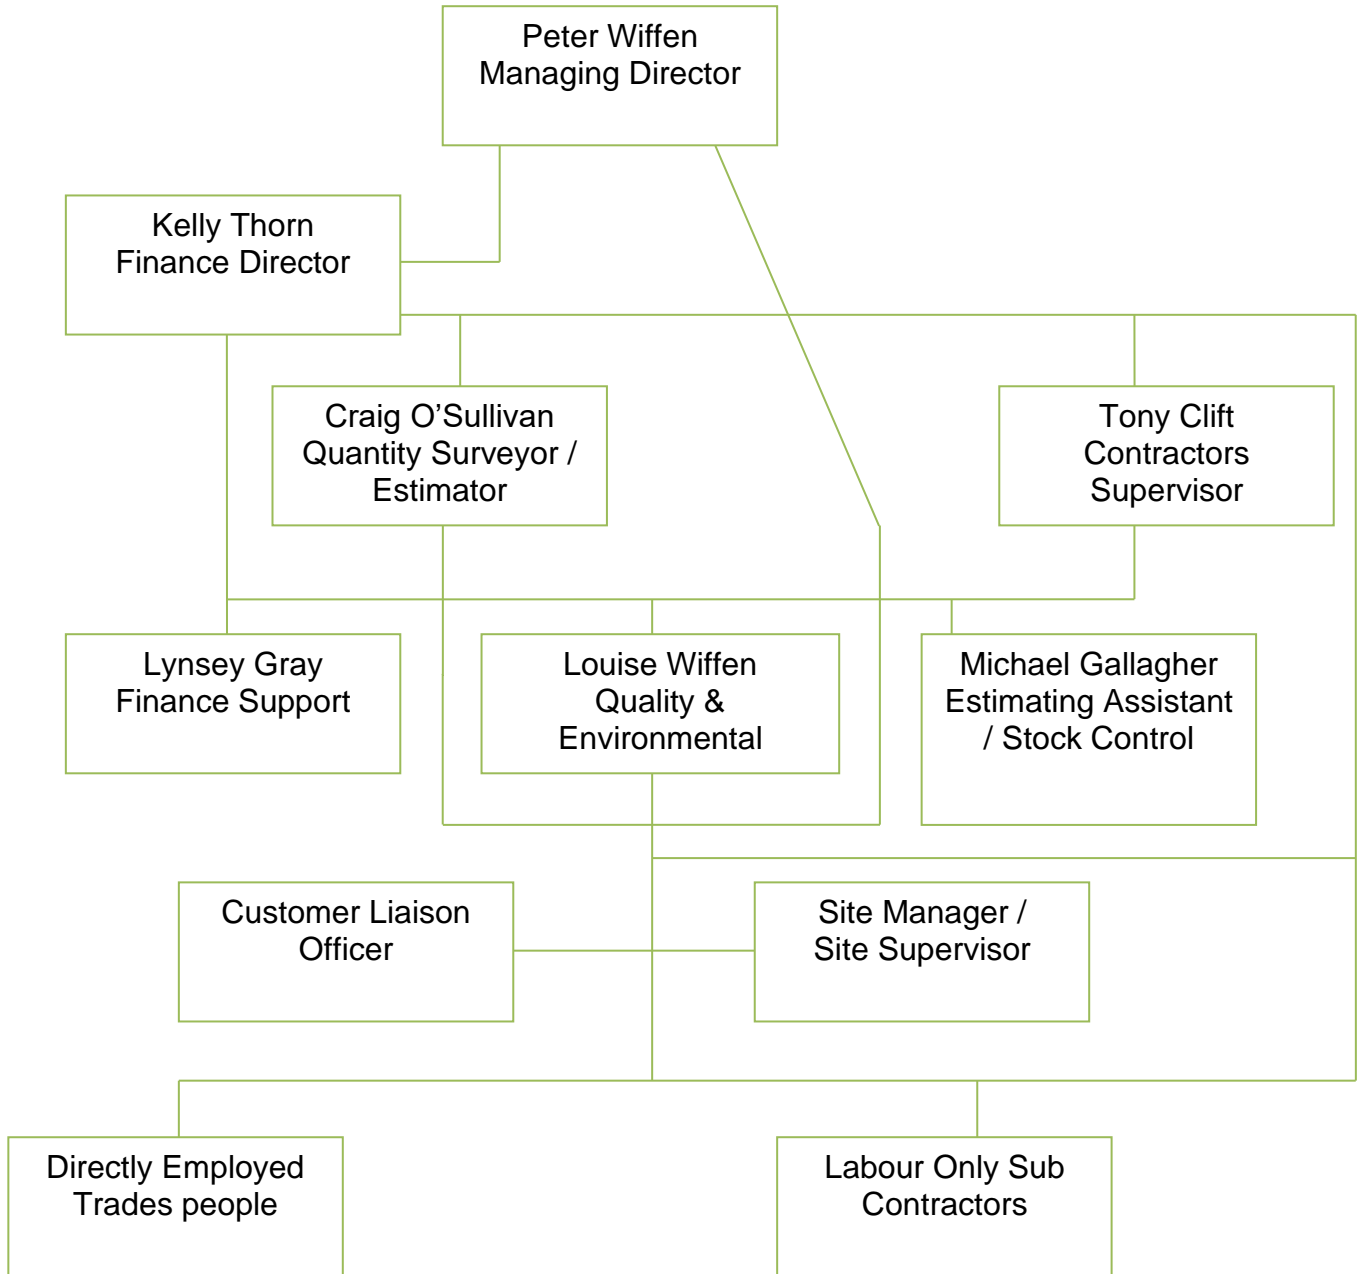 Peter Wiffen
Managing Director
Kelly Thorn
Finance Director
Craig O’Sullivan
Quantity Surveyor /
Estimator
Tony Clift
Contractors
Supervisor
Lynsey Gray
Finance Support
Louise Wiffen
Quality &
Environmental
Michael Gallagher
Estimating Assistant
/ Stock Control
Customer Liaison
Officer
Site Manager /
Site Supervisor
Directly Employed
Trades people
Labour Only Sub
Contractors